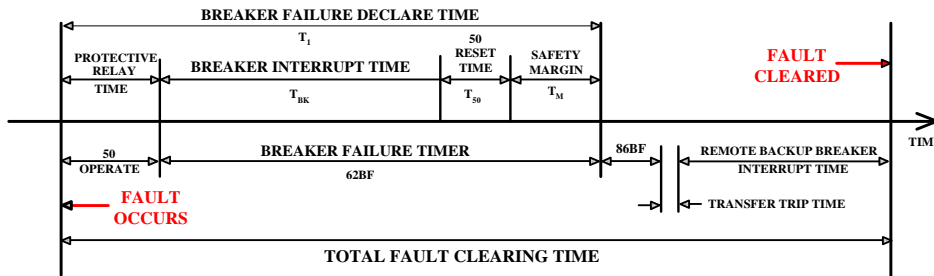 BREAKER FAILURE DECLARE TIME
T1
PROTECTIVE
RELAY
TIME
BREAKER INTERRUPT TIME
TBK
50
RESET
TIME
T50
SAFETY
MARGIN
TM
FAULT
CLEARED
TIM
50
OPERATE
BREAKER FAILURE TIMER
62BF
86BF
REMOTE BACKUP BREAKER
INTERRUPT TIME
TRANSFER TRIP TIME
FAULT
OCCURS
TOTAL FAULT CLEARING TIME